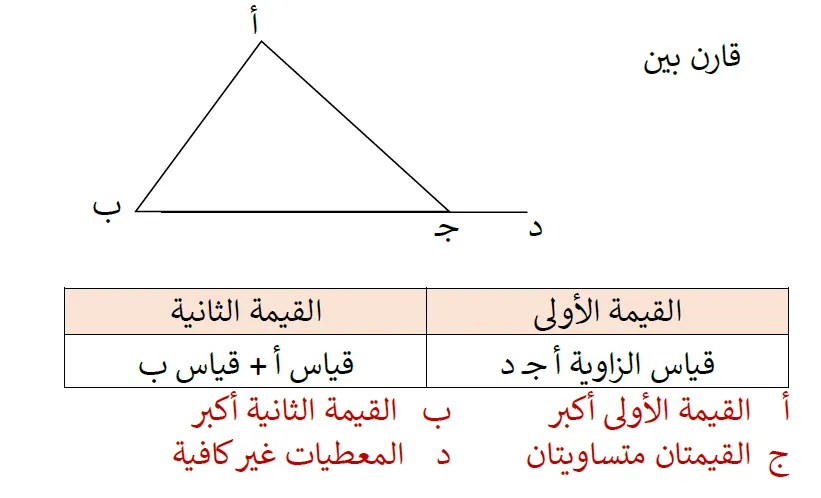 قارن بين
أ
ب
جـ
د
القيمة الأولى القيمة الثانية
قياس الزاوية أ جـ د قياس أ + قياس ب
أ القيمة الأولى أكبر ب القيمة الثانية أكبر
ج القيمتان متساويتان د المعطيات غير كافية